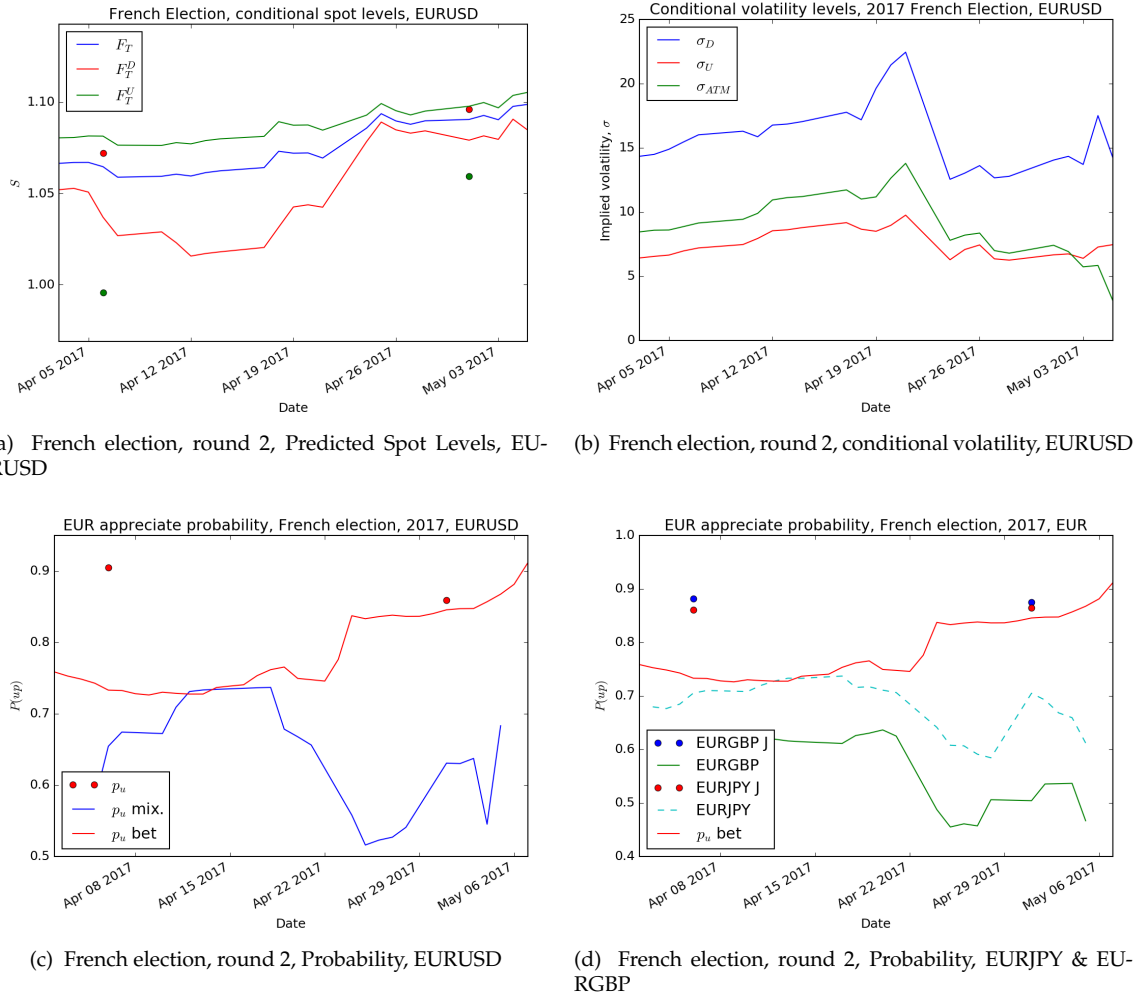 French Election, conditional spot levels, EURUSD
F_T
F_T^D
F_T^U
1.10
1.05
1.00
S
Apr 05 2017
Apr 12 2017
Apr 19 2017
Apr 26 2017
May 03 2017
Date
a) French election, round 2, Predicted Spot Levels, EU-
RUSD
Conditional volatility levels, 2017 French Election, EURUSD
σ_D
σ_U
σ_ATM
25
20
15
10
5
0
Implied volatility, σ
Apr 05 2017
Apr 12 2017
Apr 19 2017
Apr 26 2017
May 03 2017
Date
(b) French election, round 2, conditional volatility, EURUSD
EUR appreciate probability, French election, 2017, EURUSD
0.9
0.8
0.7
0.6
0.5
P(up)
p_u
p_u mix.
p_u bet
Apr 08 2017
Apr 15 2017
Apr 22 2017
Apr 29 2017
May 06 2017
Date
(c) French election, round 2, Probability, EURUSD
EUR appreciate probability, French election, 2017, EUR
1.0
0.9
0.8
0.7
0.6
0.5
0.4
P(up)
EURGBP J
EURGBP
EURJPY J
EURJPY
p_u bet
Apr 08 2017
Apr 15 2017
Apr 22 2017
Apr 29 2017
May 06 2017
Date
(d) French election, round 2, Probability, EURJPY & EU-
RGBP